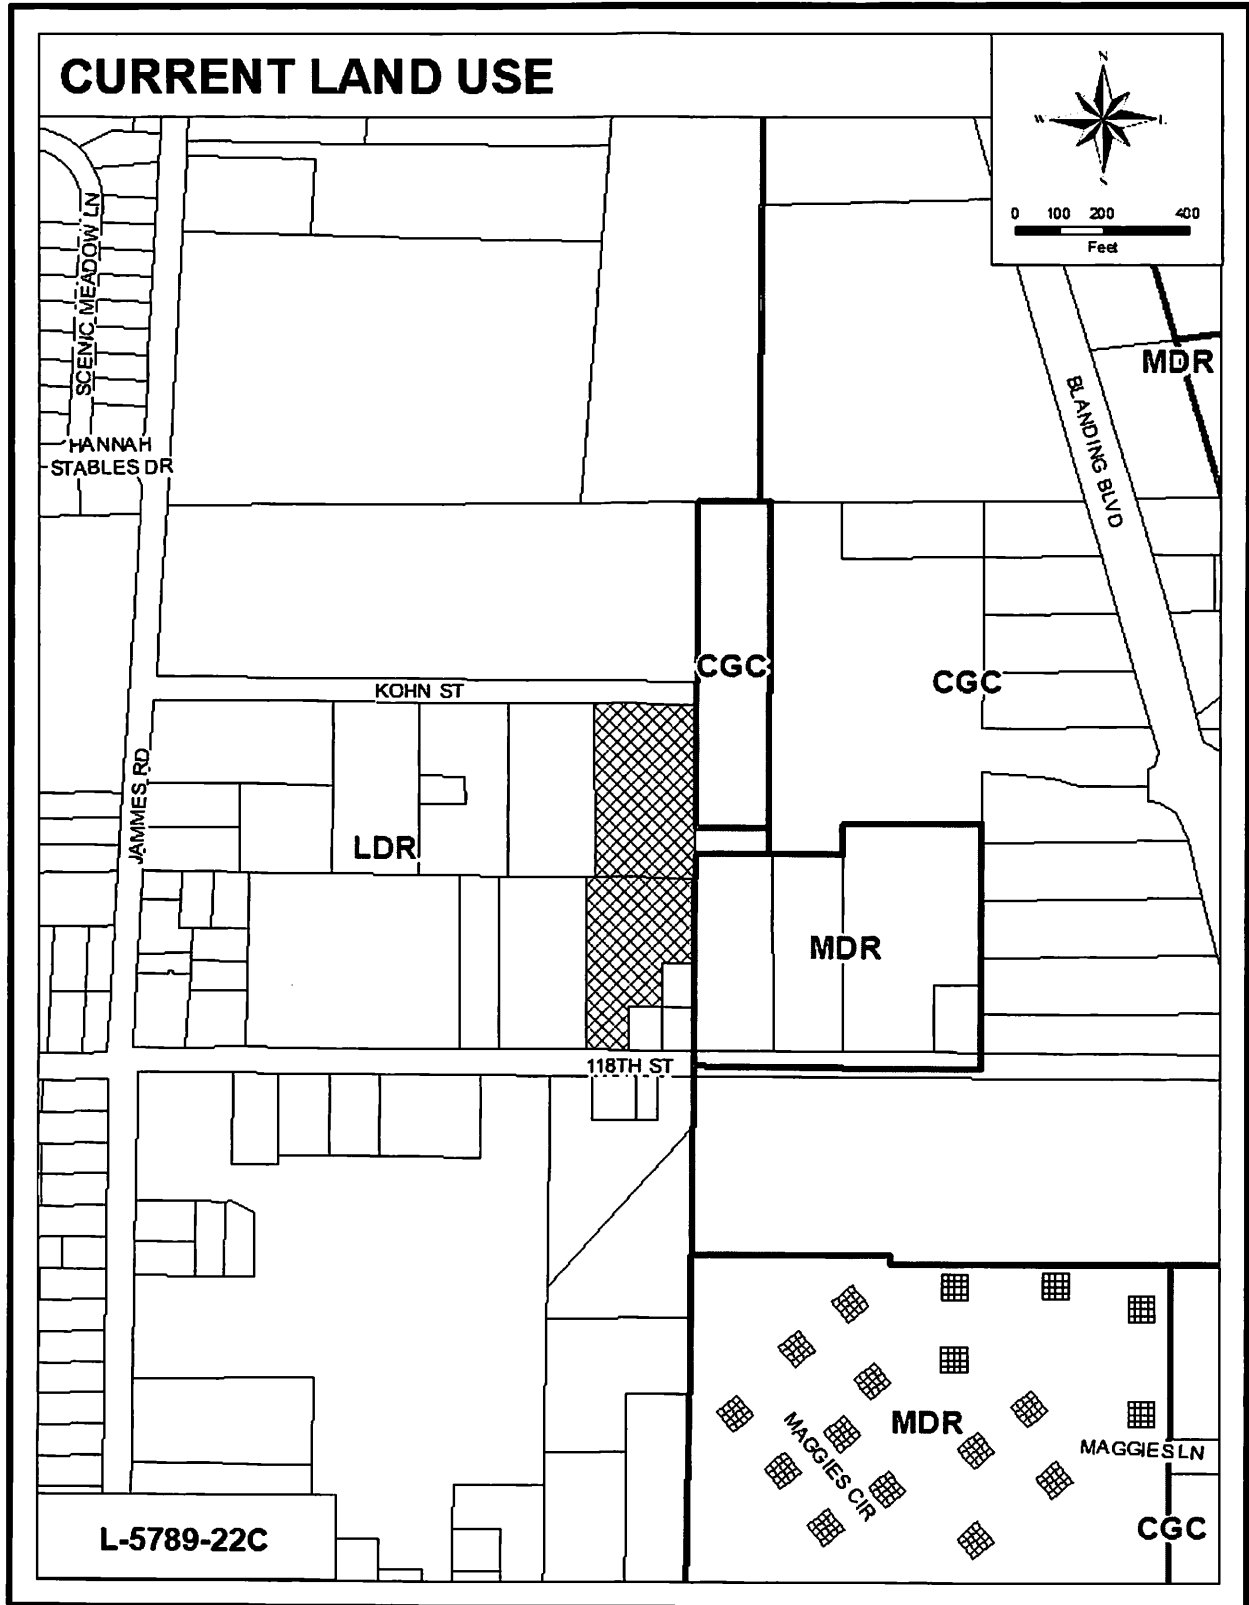 CURRENT LAND USE
N
W
S
0 100 200 400
Feet
SCENIC MEADOW LN
HANNAH
STABLES DR
MDR
BLANDING BLVD
CGC
CGC
KOHN ST
JAMMES RD
LDR
MDR
118TH ST
MDR
MAGGIES CIR
MAGGIES LN
CGC
L-5789-22C